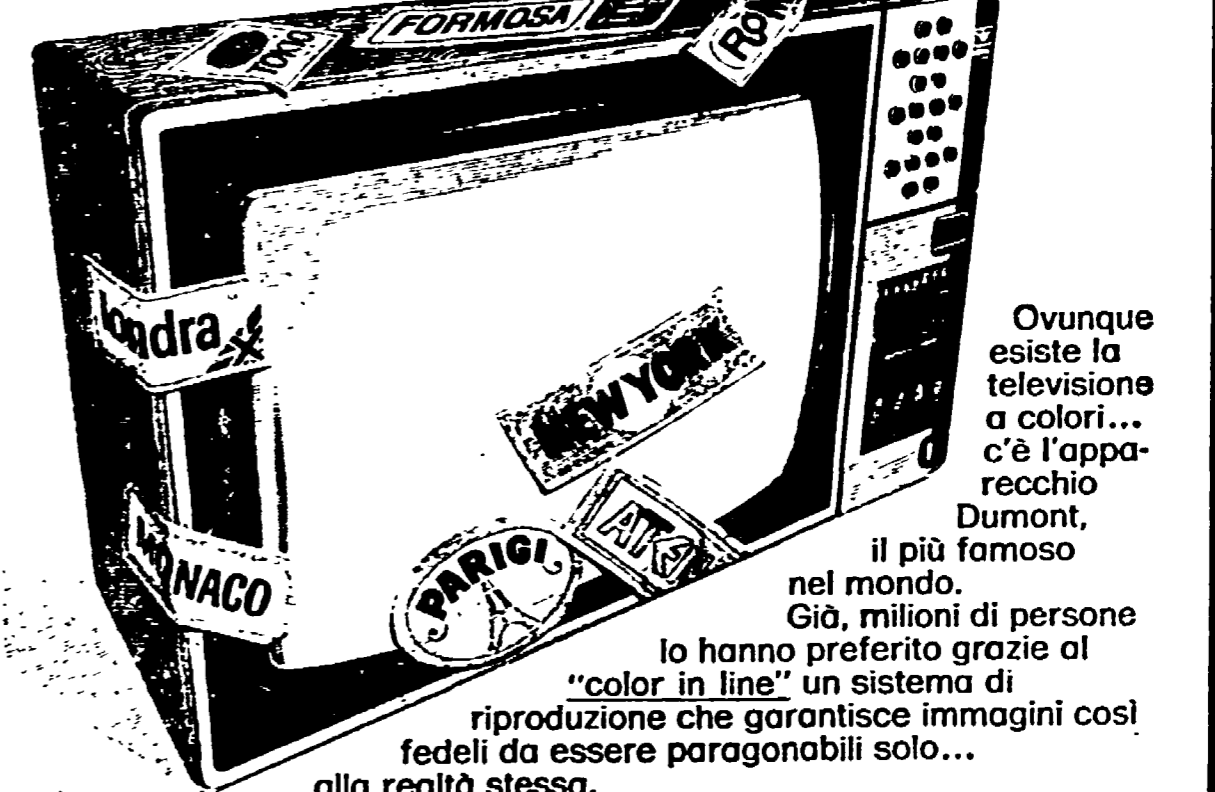 TOKIO
FORMOSA
londra
NEW YORK
MONACO
PARIGI
Ovunque
esiste la
televisione
a colori...
c'è l'appa-
recchio
Dumont,
il più famoso
nel mondo.
Già, milioni di persone
lo hanno preferito grazie al
"color in line" un sistema di
riproduzione che garantisce immagini così
fedeli da essere paragonabili solo...
alla realtà stessa.